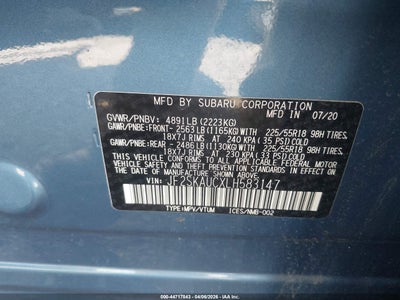 MFD BY SUBARU CORPORATION
MFD IN 07/20
GVWR/PNBV: 4891LB (2223KG)
GAWR/PNBE:FRONT- 2563LB(1165KG)WITH 225/55R18 98H TIRES,
18X7J RIMS AT 240 KPA(35 PSI)COLD
GAWR/PNBE:REAR - 2486LB(1130KG)WITH 225/55R18 98H TIRES,
18X7J RIMS AT 230 KPA(33 PSI)COLD
THIS VEHICLE CONFORMS TO ALL APPLICABLE FEDERAL MOTOR
VEHICLE SAFETY AND THEFT PREVENTION STANDARDS IN EFFECT ON
THE DATE OF MANUFACTURE SHOWN ABOVE.
VIN: JF2SKAUCXLH583147
TYPE:MPV/VTUM ICES/NMB-002
000-44717843 - 04/06/2026 -